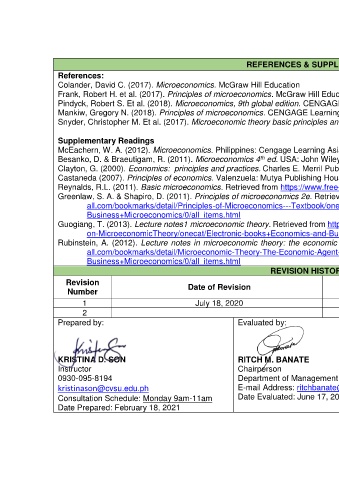 REFERENCES & SUPPL
References:
Colander, David C. (2017). Microeconomics. McGraw Hill Education
Frank, Robert H. et al. (2017). Principles of microeconomics. McGraw Hill Educ
Pindyck, Robert S. Et al. (2018). Microeconomics, 9th global edition. CENGAG
Mankiw, Gregory N. (2018). Principles of microeconomics. CENGAGE Learning
Snyder, Christopher M. Et al. (2017). Microeconomic theory basic principles an
Supplementary Readings
McEachern, W. A. (2012). Microeconomics. Philippines: Cengage Learning Asi
Besanko, D. & Braeutigam, R. (2011). Microeconomics 4th ed. USA: John Wiley
Clayton, G. (2000). Economics: principles and practices. Charles E. Merril Pub
Castaneda (2007). Principles of economics. Valenzuela: Mutya Publishing Hou
Reynalds, R.L. (2011). Basic microeconomics. Retrieved from https://www.free-
Greenlaw, S. A. & Shapiro, D. (2011). Principles of microeconomics 2e. Retriev
all.com/bookmarks/detail/Principles-of-Microeconomics---Textbook/one
Business+Microeconomics/0/all_items.html
Guogiang, T. (2013). Lecture notes1 microeconomic theory. Retrieved from http
on-MicroeconomicTheory/onecat/Electric-books+Economics-and-Bu
Rubinstein, A. (2012). Lecture notes in microeconomic theory: the economic
all.com/bookmarks/detail/Microeconomic-Theory-The-Economic-Agent-
Business+Microeconomics/0/all_items.html
REVISION HISTOR
Revision Number Date of Revision
1 July 18, 2020
2
Prepared by: Evaluated by:
KRISTINA D. SON RITCH M. BANATE
Instructor Chairperson
0930-095-8194 Department of Management
kristinason@cvsu.edu.ph E-mail Address: ritchbanate@
Consultation Schedule: Monday 9am-11am Date Evaluated: June 17, 20
Date Prepared: February 18, 2021